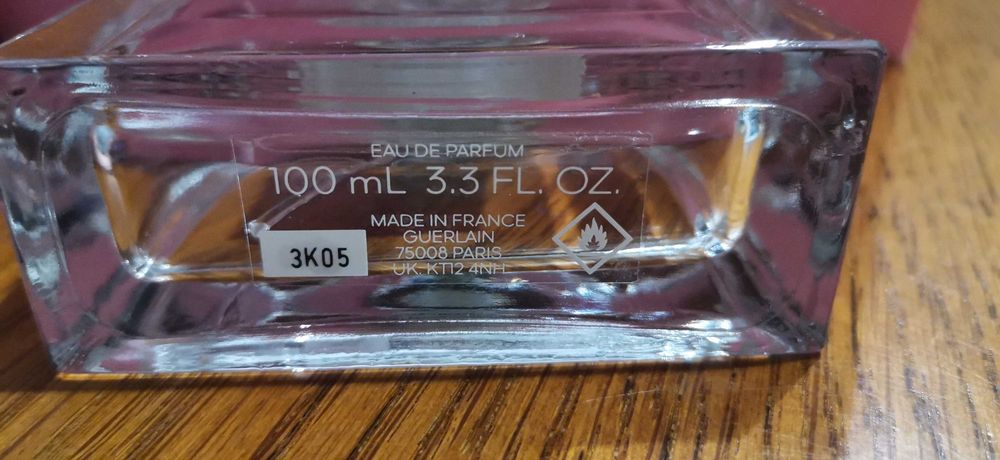 EAU DE PARFUM
100 mL 3.3 FL. OZ.
MADE IN FRANCE
GUERLAIN
75008 PARIS
UK. KT12 4NH
3K05